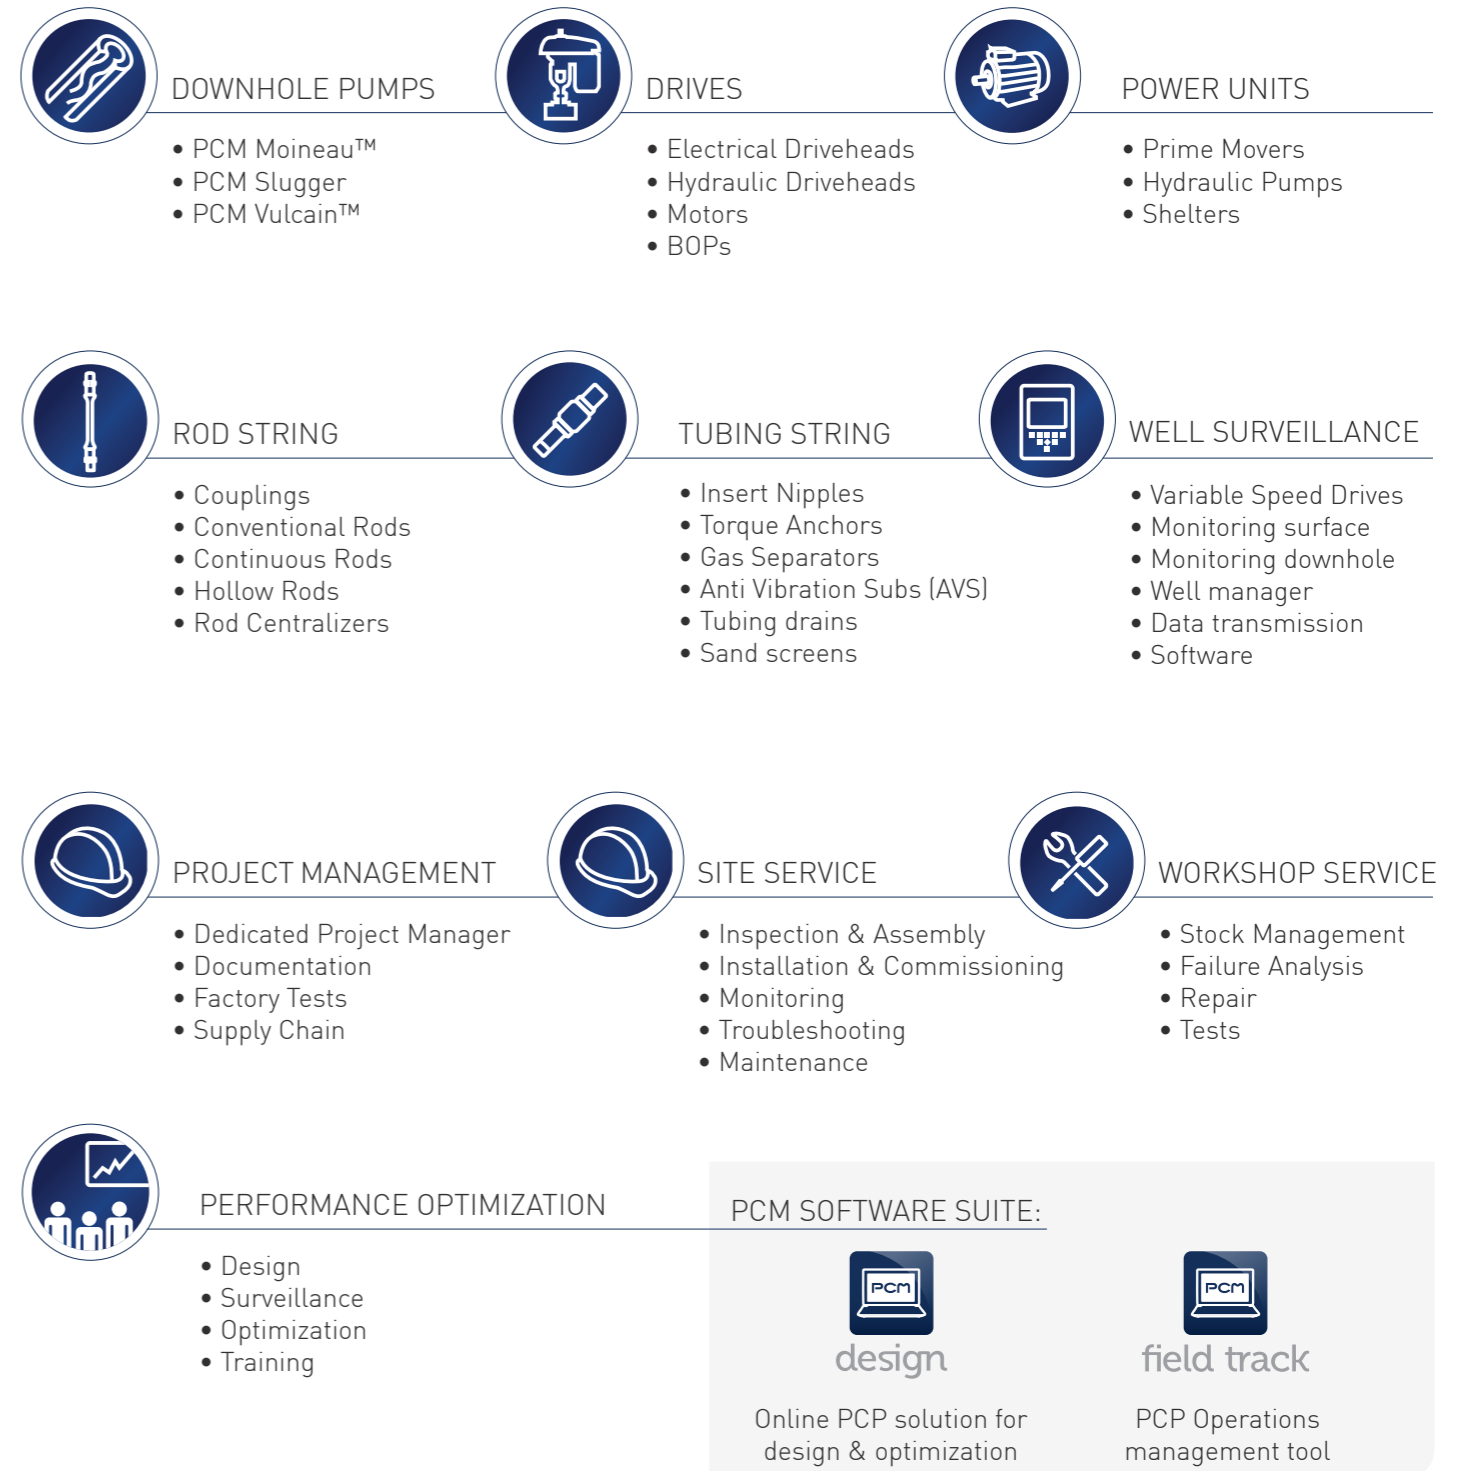 DOWNHOLE PUMPS
• PCM Moineau™
• PCM Slugger
• PCM Vulcain™
DRIVES
• Electrical Driveheads
• Hydraulic Driveheads
• Motors
• BOPs
POWER UNITS
• Prime Movers
• Hydraulic Pumps
• Shelters
ROD STRING
• Couplings
• Conventional Rods
• Continuous Rods
• Hollow Rods
• Rod Centralizers
TUBING STRING
• Insert Nipples
• Torque Anchors
• Gas Separators
• Anti Vibration Subs (AVS)
• Tubing drains
• Sand screens
WELL SURVEILLANCE
• Variable Speed Drives
• Monitoring surface
• Monitoring downhole
• Well manager
• Data transmission
• Software
PROJECT MANAGEMENT
• Dedicated Project Manager
• Documentation
• Factory Tests
• Supply Chain
SITE SERVICE
• Inspection & Assembly
• Installation & Commissioning
• Monitoring
• Troubleshooting
• Maintenance
WORKSHOP SERVICE
• Stock Management
• Failure Analysis
• Repair
• Tests
PERFORMANCE OPTIMIZATION
• Design
• Surveillance
• Optimization
• Training
PCM SOFTWARE SUITE:
PCM
design
Online PCP solution for
design & optimization
PCM
field track
PCP Operations
management tool